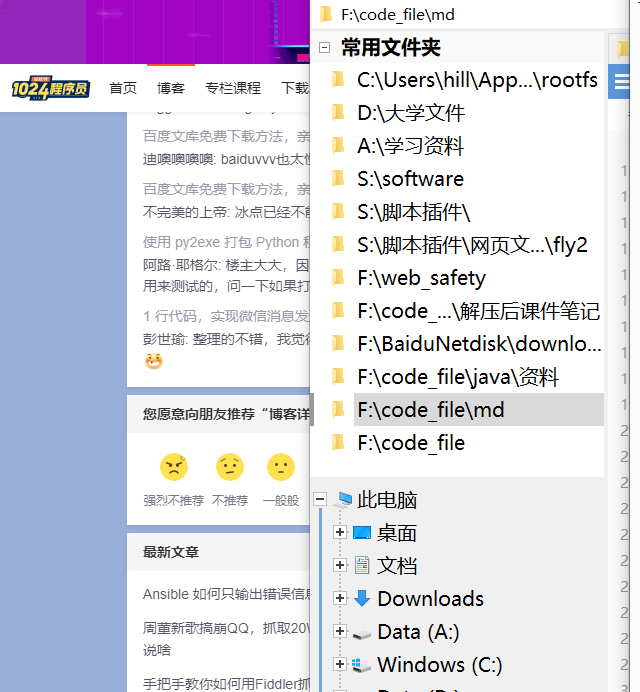 1024程序员
首页 博客 专栏课程 下载
百度文库免费下载方法，亲
迪噢噢噢噢: baiduvvv也太慢
百度文库免费下载方法，亲
不完美的上帝: 冰点已经不能
使用 py2exe 打包 Python 程
阿路·耶格尔: 楼主大大，因
用来测试的，问一下如果打
1 行代码，实现微信消息发
彭世瑜: 整理的不错，我觉得
您愿意向朋友推荐“博客详
强烈不推荐 不推荐 一般般
最新文章
Ansible 如何只输出错误信息
周董新歌搞崩QQ，抓取20W
说啥
手把手教你如何用Fiddler抓
F:\code_file\md
常用文件夹
C:\Users\hill\App...\rootfs
D:\大学文件
A:\学习资料
S:\software
S:\脚本插件\
S:\脚本插件\网页文...\fly2
F:\web_safety
F:\code_...\解压后课件笔记
F:\BaiduNetdisk\downlo...
F:\code_file\java\资料
F:\code_file\md
F:\code_file
此电脑
桌面
文档
Downloads
Data (A:)
Windows (C:)